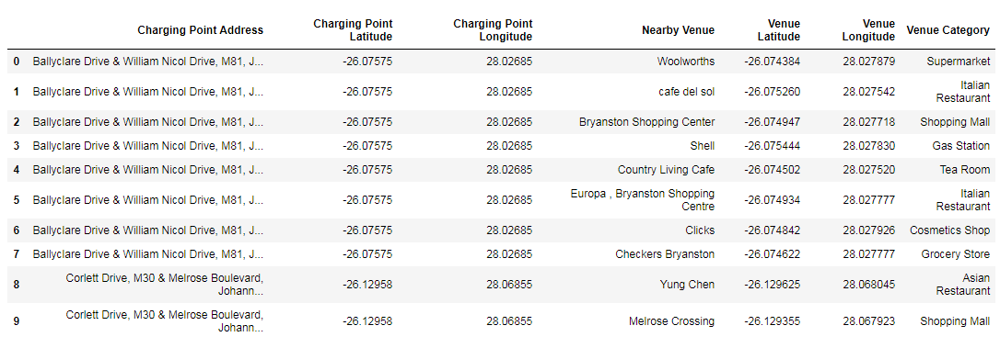 Charging Point Address Charging Point Latitude Charging Point Longitude Nearby Venue Venue Latitude Venue Longitude Venue Category
0 Ballyclare Drive & William Nicol Drive, M81, J... -26.07575 28.02685 Woolworths -26.074384 28.027879 Supermarket
1 Ballyclare Drive & William Nicol Drive, M81, J... -26.07575 28.02685 cafe del sol -26.075260 28.027542 Italian Restaurant
2 Ballyclare Drive & William Nicol Drive, M81, J... -26.07575 28.02685 Bryanston Shopping Center -26.074947 28.027718 Shopping Mall
3 Ballyclare Drive & William Nicol Drive, M81, J... -26.07575 28.02685 Shell -26.075444 28.027830 Gas Station
4 Ballyclare Drive & William Nicol Drive, M81, J... -26.07575 28.02685 Country Living Cafe -26.074502 28.027520 Tea Room
5 Ballyclare Drive & William Nicol Drive, M81, J... -26.07575 28.02685 Europa , Bryanston Shopping Centre -26.074934 28.027777 Italian Restaurant
6 Ballyclare Drive & William Nicol Drive, M81, J... -26.07575 28.02685 Clicks -26.074842 28.027926 Cosmetics Shop
7 Ballyclare Drive & William Nicol Drive, M81, J... -26.07575 28.02685 Checkers Bryanston -26.074622 28.027777 Grocery Store
8 Corlett Drive, M30 & Melrose Boulevard, Johann... -26.12958 28.06855 Yung Chen -26.129625 28.068045 Asian Restaurant
9 Corlett Drive, M30 & Melrose Boulevard, Johann... -26.12958 28.06855 Melrose Crossing -26.129355 28.067923 Shopping Mall